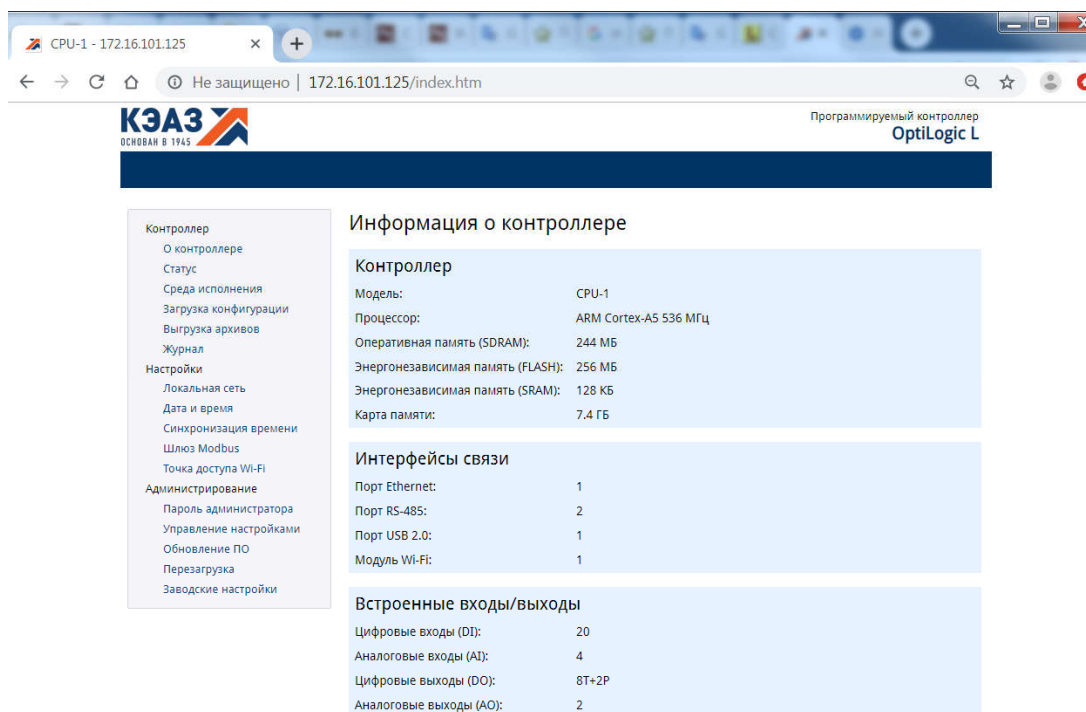 CPU-1 - 172.16.101.125
Не защищено | 172.16.101.125/index.htm
КЭАЗ
ОСНОВАН В 1945
Программируемый контроллер
OptiLogic L
Контроллер
О контроллере
Статус
Среда исполнения
Загрузка конфигурации
Выгрузка архивов
Журнал
Настройки
Локальная сеть
Дата и время
Синхронизация времени
Шлюз Modbus
Точка доступа Wi-Fi
Администрирование
Пароль администратора
Управление настройками
Обновление ПО
Перезагрузка
Заводские настройки
Информация о контроллере
Контроллер
Модель: CPU-1
Процессор: ARM Cortex-A5 536 МГц
Оперативная память (SDRAM): 244 МБ
Энергонезависимая память (FLASH): 256 МБ
Энергонезависимая память (SRAM): 128 КБ
Карта памяти: 7.4 ГБ
Интерфейсы связи
Порт Ethernet: 1
Порт RS-485: 2
Порт USB 2.0: 1
Модуль Wi-Fi: 1
Встроенные входы/выходы
Цифровые входы (DI): 20
Аналоговые входы (AI): 4
Цифровые выходы (DO): 8Т+2Р
Аналоговые выходы (AO): 2